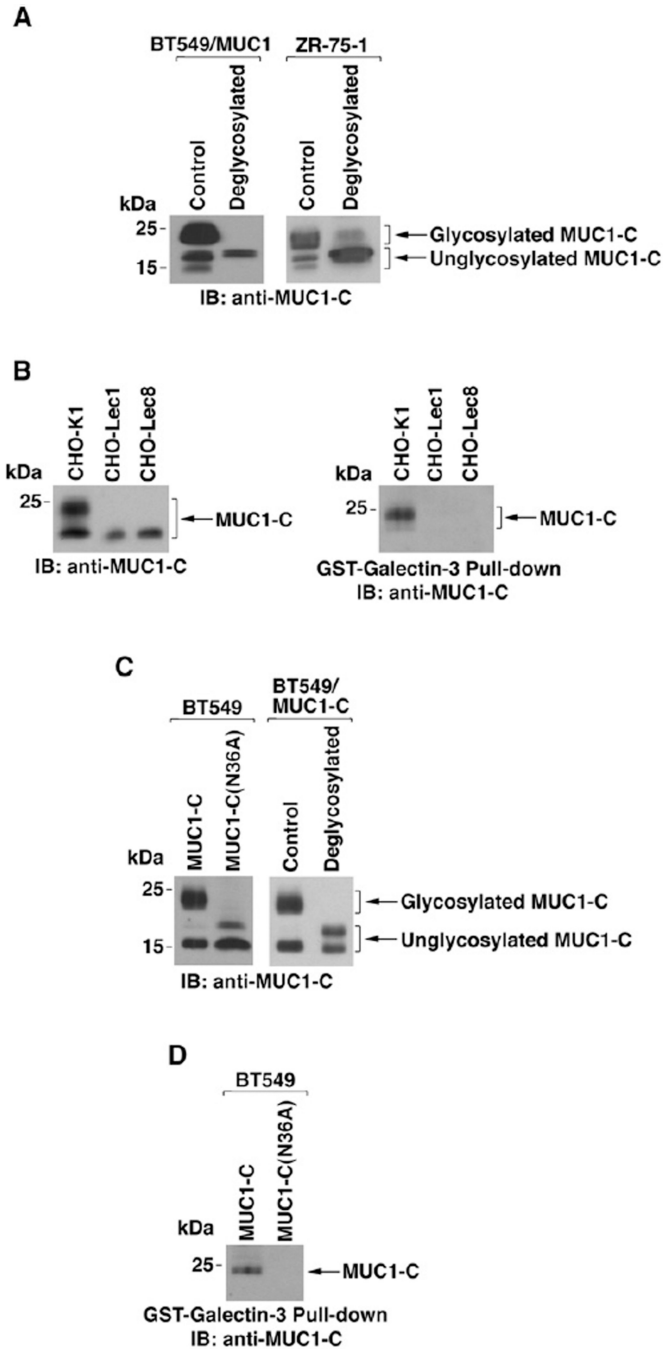 A
BT549/MUC1
ZR-75-1
Control
Deglycosylated
Control
Deglycosylated
kDa
25
15
Glycosylated MUC1-C
Unglycosylated MUC1-C
IB: anti-MUC1-C
B
CHO-K1
CHO-Lec1
CHO-Lec8
kDa
25
MUC1-C
IB: anti-MUC1-C
CHO-K1
CHO-Lec1
CHO-Lec8
kDa
25
MUC1-C
GST-Galectin-3 Pull-down
IB: anti-MUC1-C
C
BT549
BT549/
MUC1-C
MUC1-C
MUC1-C(N36A)
Control
Deglycosylated
kDa
25
15
Glycosylated MUC1-C
Unglycosylated MUC1-C
IB: anti-MUC1-C
D
BT549
MUC1-C
MUC1-C(N36A)
kDa
25
MUC1-C
GST-Galectin-3 Pull-down
IB: anti-MUC1-C